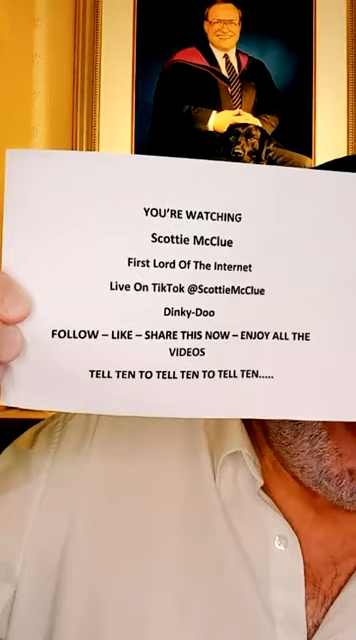 YOU'RE WATCHING
Scottie McClue
First Lord Of The Internet
Live On TikTok @ScottieMcClue
Dinky-Doo
FOLLOW – LIKE – SHARE THIS NOW – ENJOY ALL THE
VIDEOS
TELL TEN TO TELL TEN TO TELL TEN.....